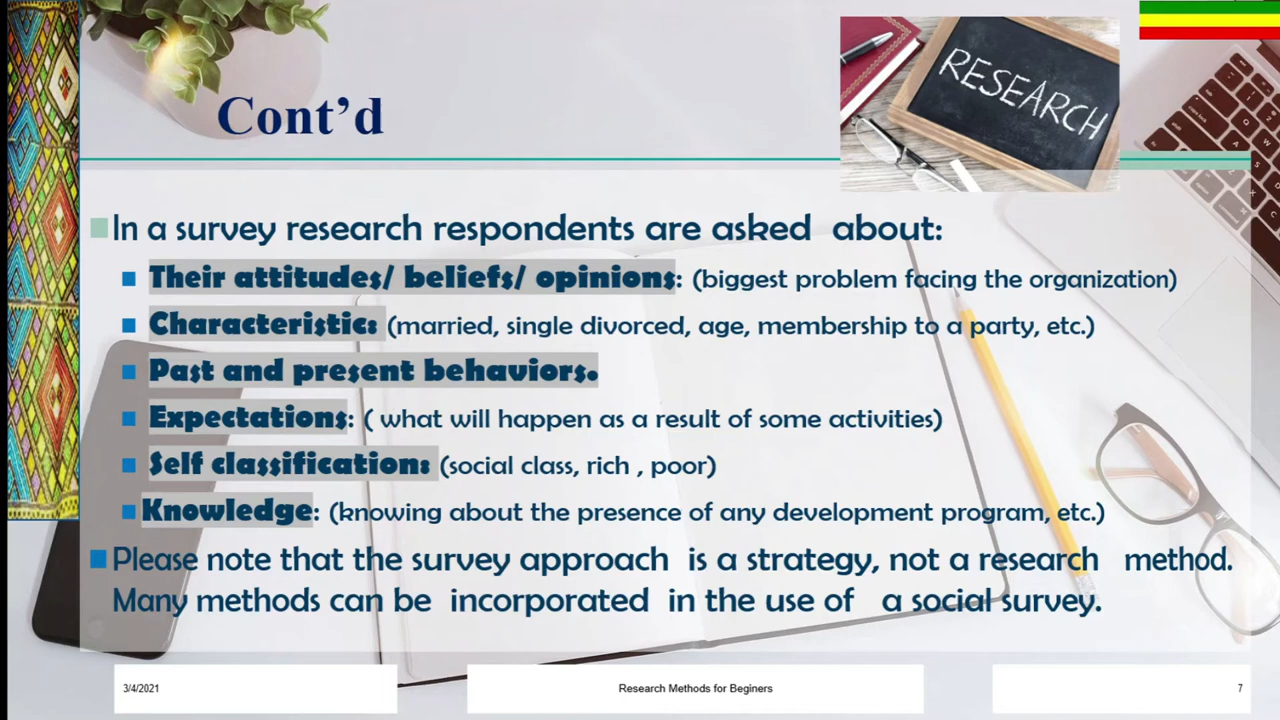 RESEARCH
Cont’d
In a survey research respondents are asked about:
Their attitudes/ beliefs/ opinions: (biggest problem facing the organization)
Characteristic: (married, single divorced, age, membership to a party, etc.)
Past and present behaviors.
Expectations: ( what will happen as a result of some activities)
Self classification: (social class, rich , poor)
Knowledge: (knowing about the presence of any development program, etc.)
Please note that the survey approach is a strategy, not a research method.
Many methods can be incorporated in the use of a social survey.
3/4/2021
Research Methods for Beginers
7